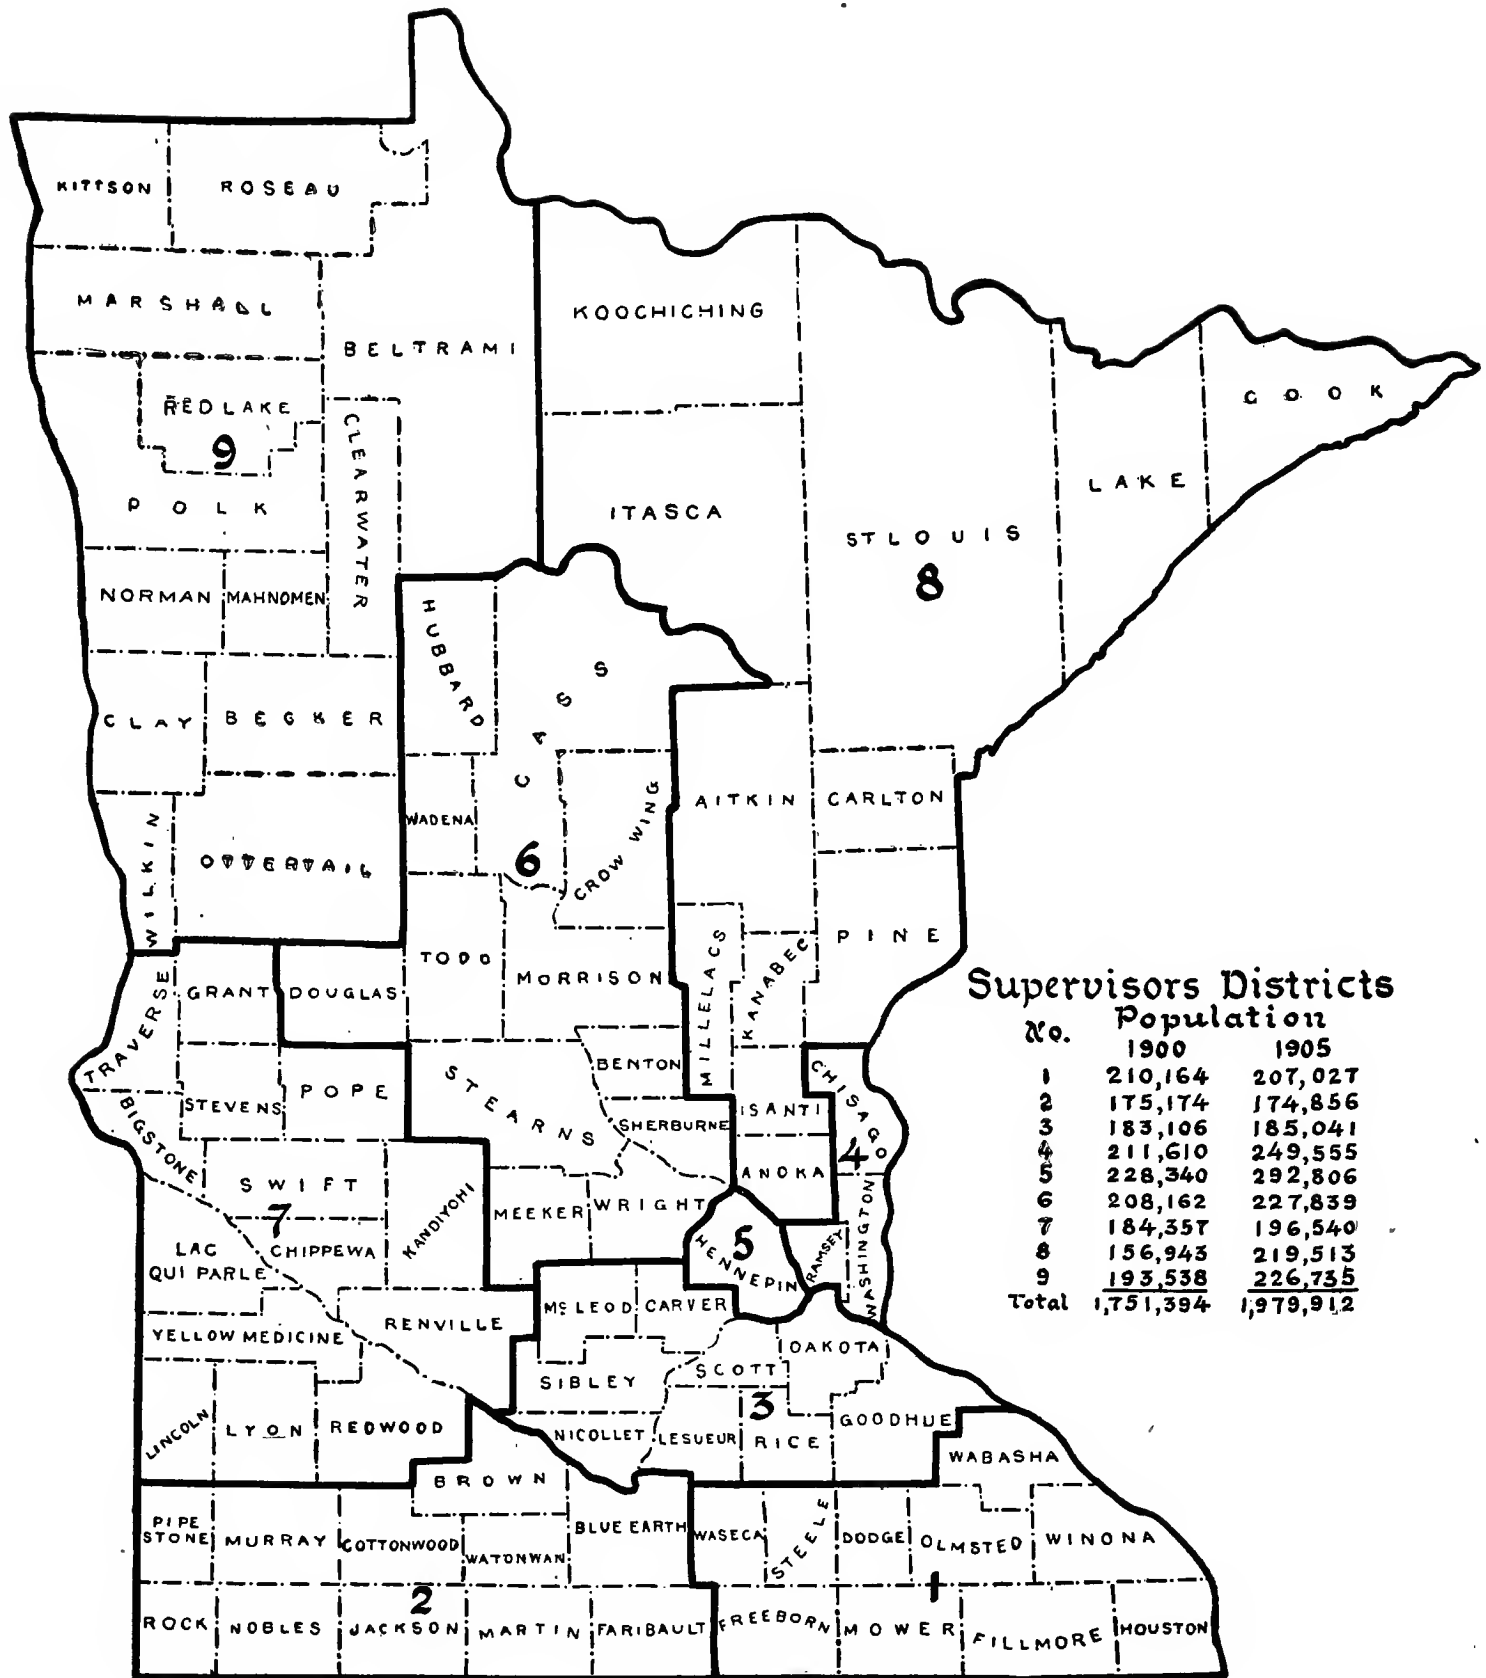 KITTSON
ROSEAU
MARSHALL
BELTRAMI
KOOCHICHING
REDLAKE
9
CLEARWATER
COOK
LAKE
POLK
ITASCA
ST LOUIS
8
NORMAN
MAHNOMEN
HUBBARD
CASS
CLAY
BECKER
WADENA
CROW WING
AITKIN
CARLTON
WILKIN
OTTERTAIL
6
PINE
TODD
MORRISON
MILLELACS
KANABEC
TRAVERSE
GRANT
DOUGLAS
Supervisors Districts
Population
No.
1900 1905
1 210,164 207,027
2 175,174 174,856
3 183,106 185,041
4 211,610 249,555
5 228,340 292,806
6 208,162 227,839
7 184,357 196,540
8 156,943 219,513
9 193,538 226,735
Total 1,751,394 1,979,912
BENTON
CHISAGO
STEVENS
POPE
STEARNS
BIGSTONE
SHERBURNE
ISANTI
4
ANOKA
SWIFT
7
KANDIYOHI
MEEKER
WRIGHT
WASHINGTON
LAC
QUI PARLE
CHIPPEWA
5
HENNEPIN
RAMSEY
YELLOW MEDICINE
RENVILLE
McLEOD
CARVER
SCOTT
OAKOTA
SIBLEY
LINCOLN
LYON
REDWOOD
3
NICOLLET
LESUEUR
RICE
GOODHUE
WABASHA
BROWN
PIPE
STONE
MURRAY
COTTONWOOD
WATONWAN
BLUE EARTH
WASECA
STEELE
DODGE
OLMSTED
WINONA
2
1
ROCK
NOBLES
JACKSON
MARTIN
FARIBAULT
FREEBORN
MOWER
FILLMORE
HOUSTON